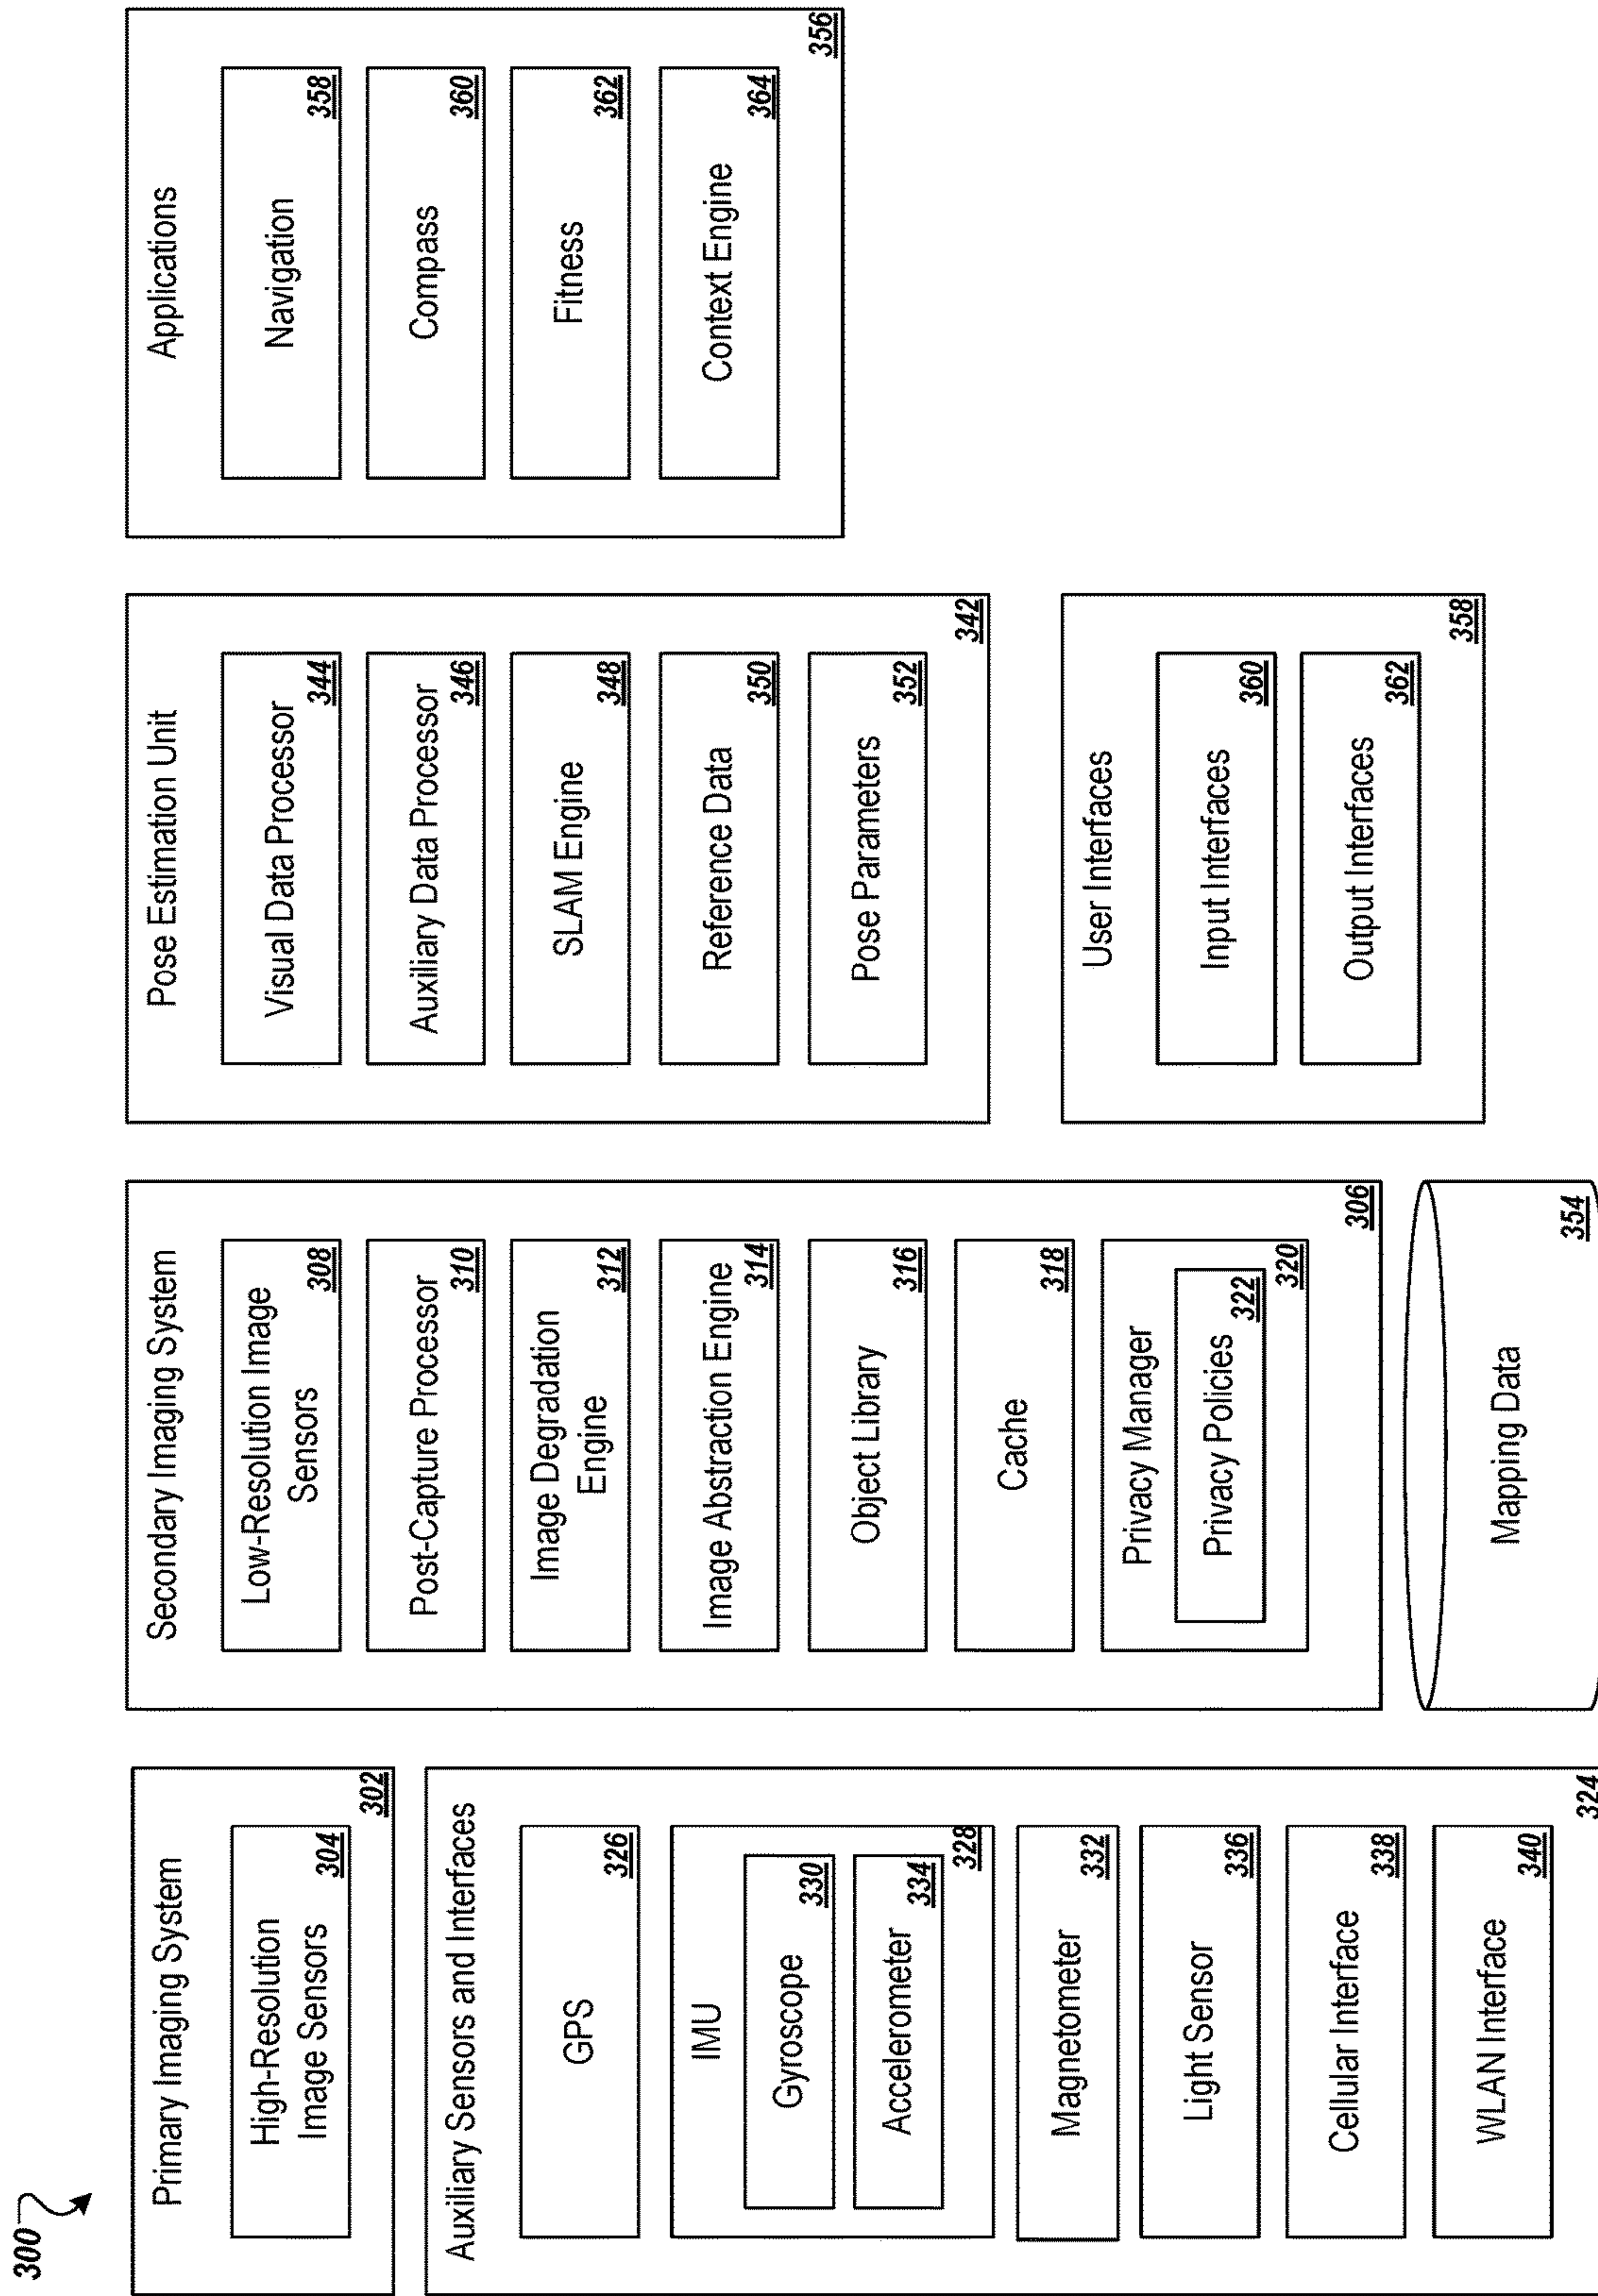 300
Primary Imaging System
High-Resolution
Image Sensors
304
302
Auxiliary Sensors and Interfaces
GPS
326
IMU
Gyroscope
330
Accelerometer
334
328
Magnetometer
332
Light Sensor
336
Cellular Interface
338
WLAN Interface
340
324
Secondary Imaging System
Low-Resolution Image
Sensors
308
Post-Capture Processor
310
Image Degradation
Engine
312
Image Abstraction Engine
314
Object Library
316
Cache
318
Privacy Manager
Privacy Policies
322
320
306
Mapping Data
354
Pose Estimation Unit
Visual Data Processor
344
Auxiliary Data Processor
346
SLAM Engine
348
Reference Data
350
Pose Parameters
352
342
User Interfaces
Input Interfaces
360
Output Interfaces
362
358
Applications
Navigation
358
Compass
360
Fitness
362
Context Engine
364
356